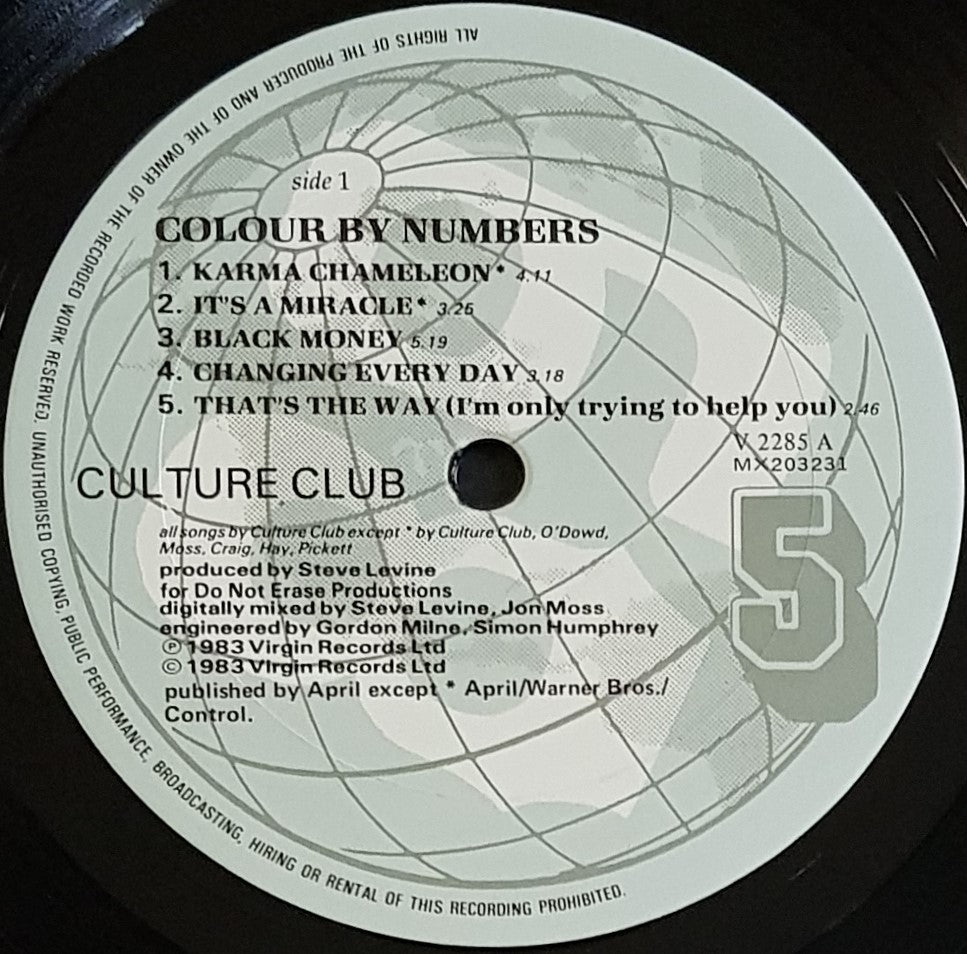 ALL RIGHTS OF THE PRODUCER AND OF THE OWNER OF THE RECORDED WORK RESERVED. UNAUTHORISED COPYING, PUBLIC PERFORMANCE, BROADCASTING, HIRING OR RENTAL OF THIS RECORDING PROHIBITED.
side 1
COLOUR BY NUMBERS
1. KARMA CHAMELEON* 4.11
2. IT'S A MIRACLE* 3.25
3. BLACK MONEY 5.19
4. CHANGING EVERY DAY 3.18
5. THAT'S THE WAY (I'm only trying to help you) 2.46
V 2285 A
MX203231
CULTURE CLUB
5
all songs by Culture Club except * by Culture Club, O'Dowd,
Moss, Craig, Hay, Pickett
produced by Steve Levine
for Do Not Erase Productions
digitally mixed by Steve Levine, Jon Moss
engineered by Gordon Milne, Simon Humphrey
℗ 1983 Virgin Records Ltd
© 1983 Virgin Records Ltd
published by April except * April/Warner Bros./
Control.